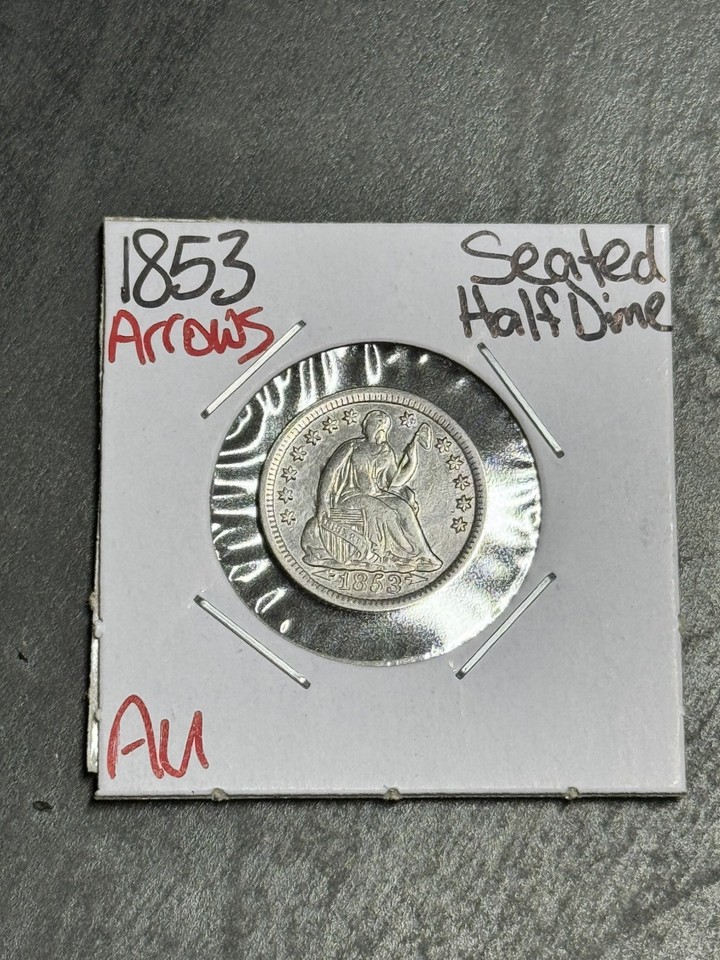 1853
Arrows
Seated
Half Dime
1853
AU